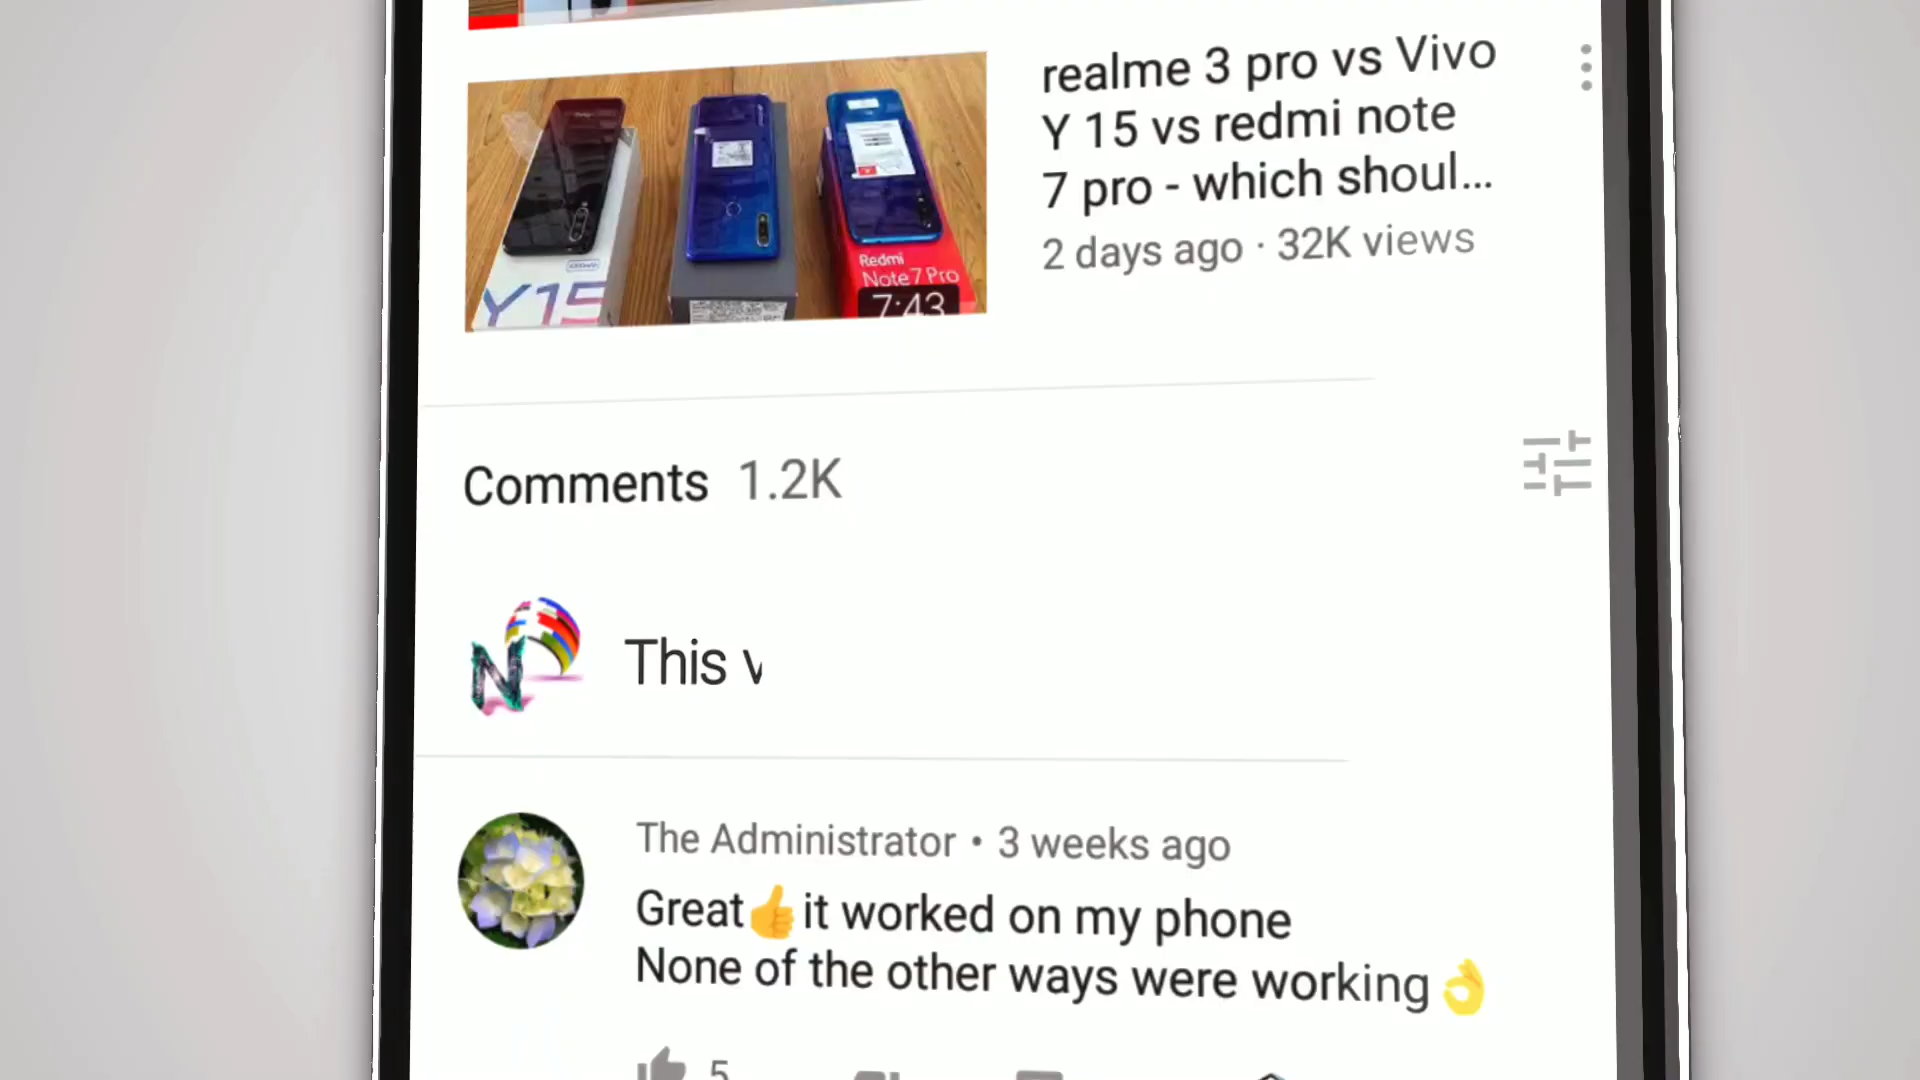 realme 3 pro vs Vivo
Y 15 vs redmi note
7 pro - which shoul...
2 days ago · 32K views
Redmi
Note 7 Pro
Y15
7:43
Comments 1.2K
N
This v
The Administrator • 3 weeks ago
Great👍it worked on my phone
None of the other ways were working👌
5